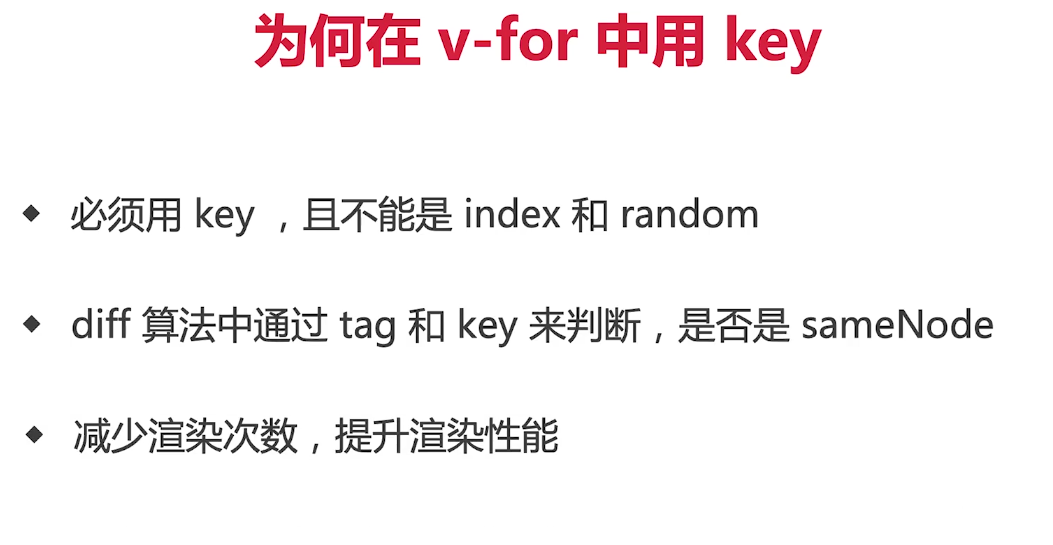 为何在 v-for 中用 key
◆ 必须用 key ，且不能是 index 和 random
◆ diff 算法中通过 tag 和 key 来判断，是否是 sameNode
◆ 减少渲染次数，提升渲染性能